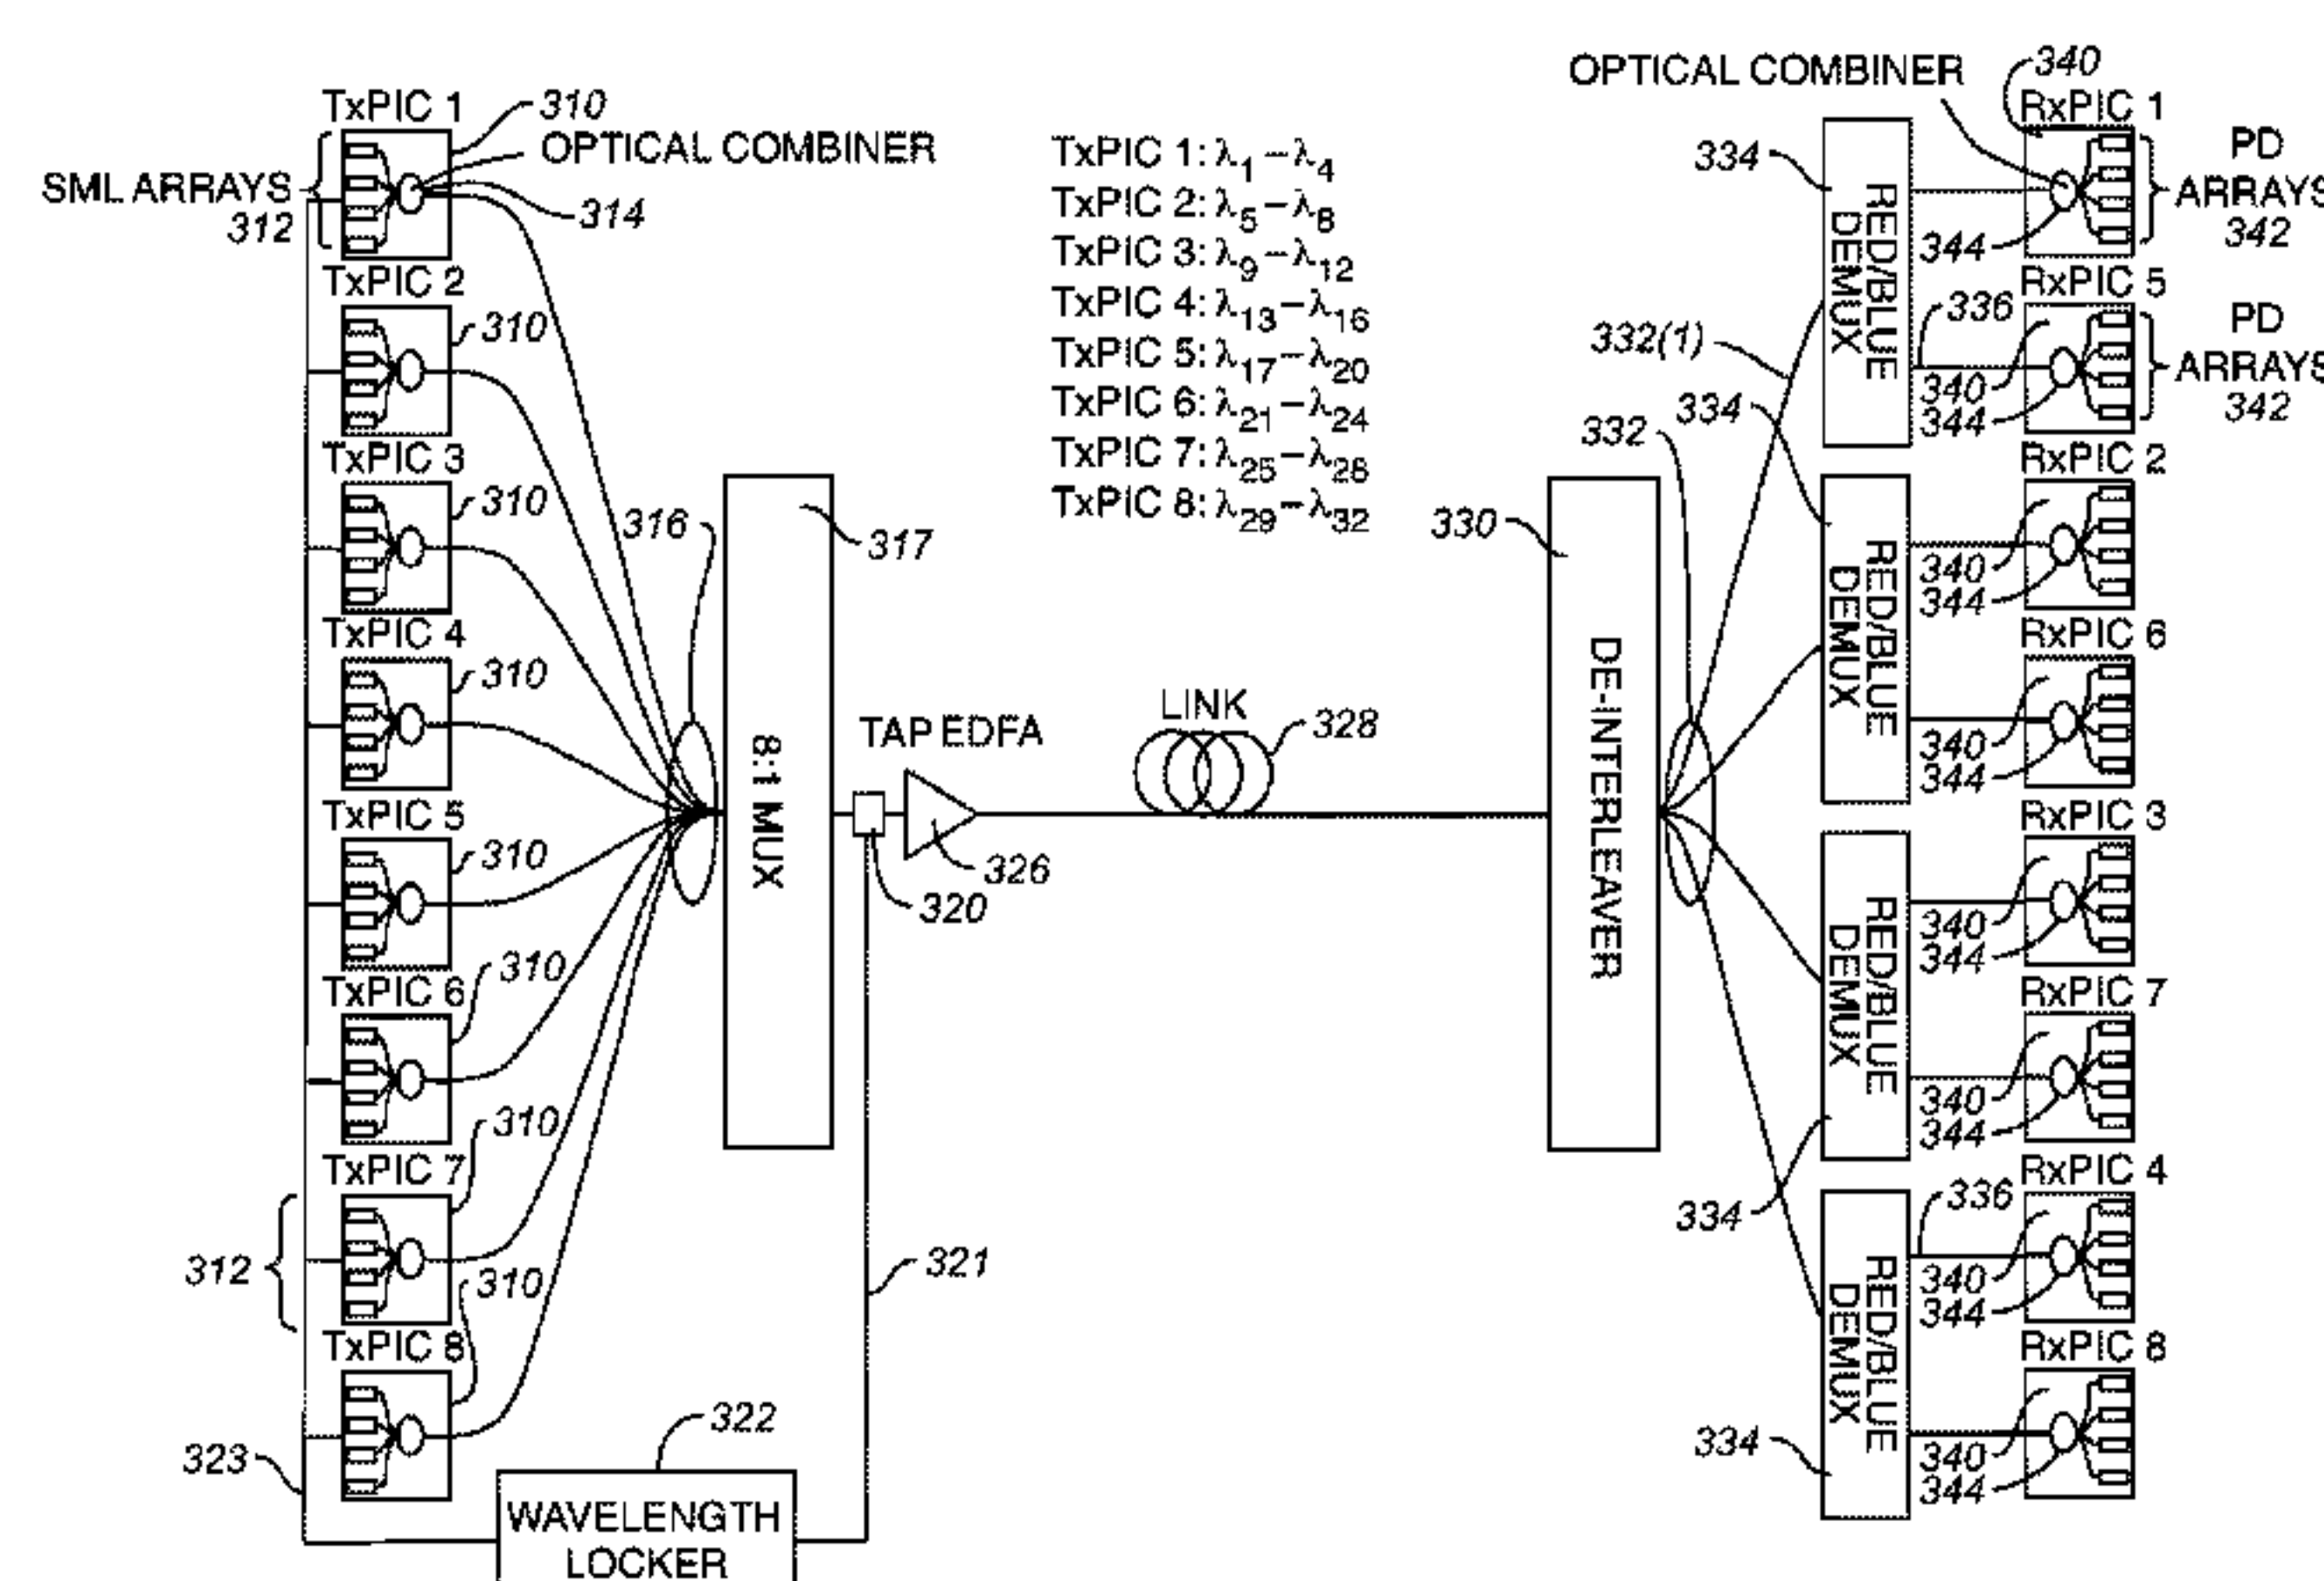 TxPIC 1
310
OPTICAL COMBINER
SML ARRAYS
312
314
TxPIC 2
310
TxPIC 3
310
TxPIC 4
310
TxPIC 5
310
TxPIC 6
310
TxPIC 7
310
312
TxPIC 8
310
323
322
WAVELENGTH
LOCKER
321
316
317
8:1 MUX
TAP EDFA
326
320
LINK
328
TxPIC 1: λ1–λ4
TxPIC 2: λ5–λ8
TxPIC 3: λ9–λ12
TxPIC 4: λ13–λ16
TxPIC 5: λ17–λ20
TxPIC 6: λ21–λ24
TxPIC 7: λ25–λ28
TxPIC 8: λ29–λ32
330
DE-INTERLEAVER
332
332(1)
OPTICAL COMBINER
334
RED/BLUE
DEMUX
334
RED/BLUE
DEMUX
334
RED/BLUE
DEMUX
334
RED/BLUE
DEMUX
340
RxPIC 1
344
PD
ARRAYS
342
RxPIC 5
336
340
344
PD
ARRAYS
342
RxPIC 2
340
344
RxPIC 6
340
344
RxPIC 3
340
344
RxPIC 7
340
344
RxPIC 4
336
340
344
RxPIC 8
340
344